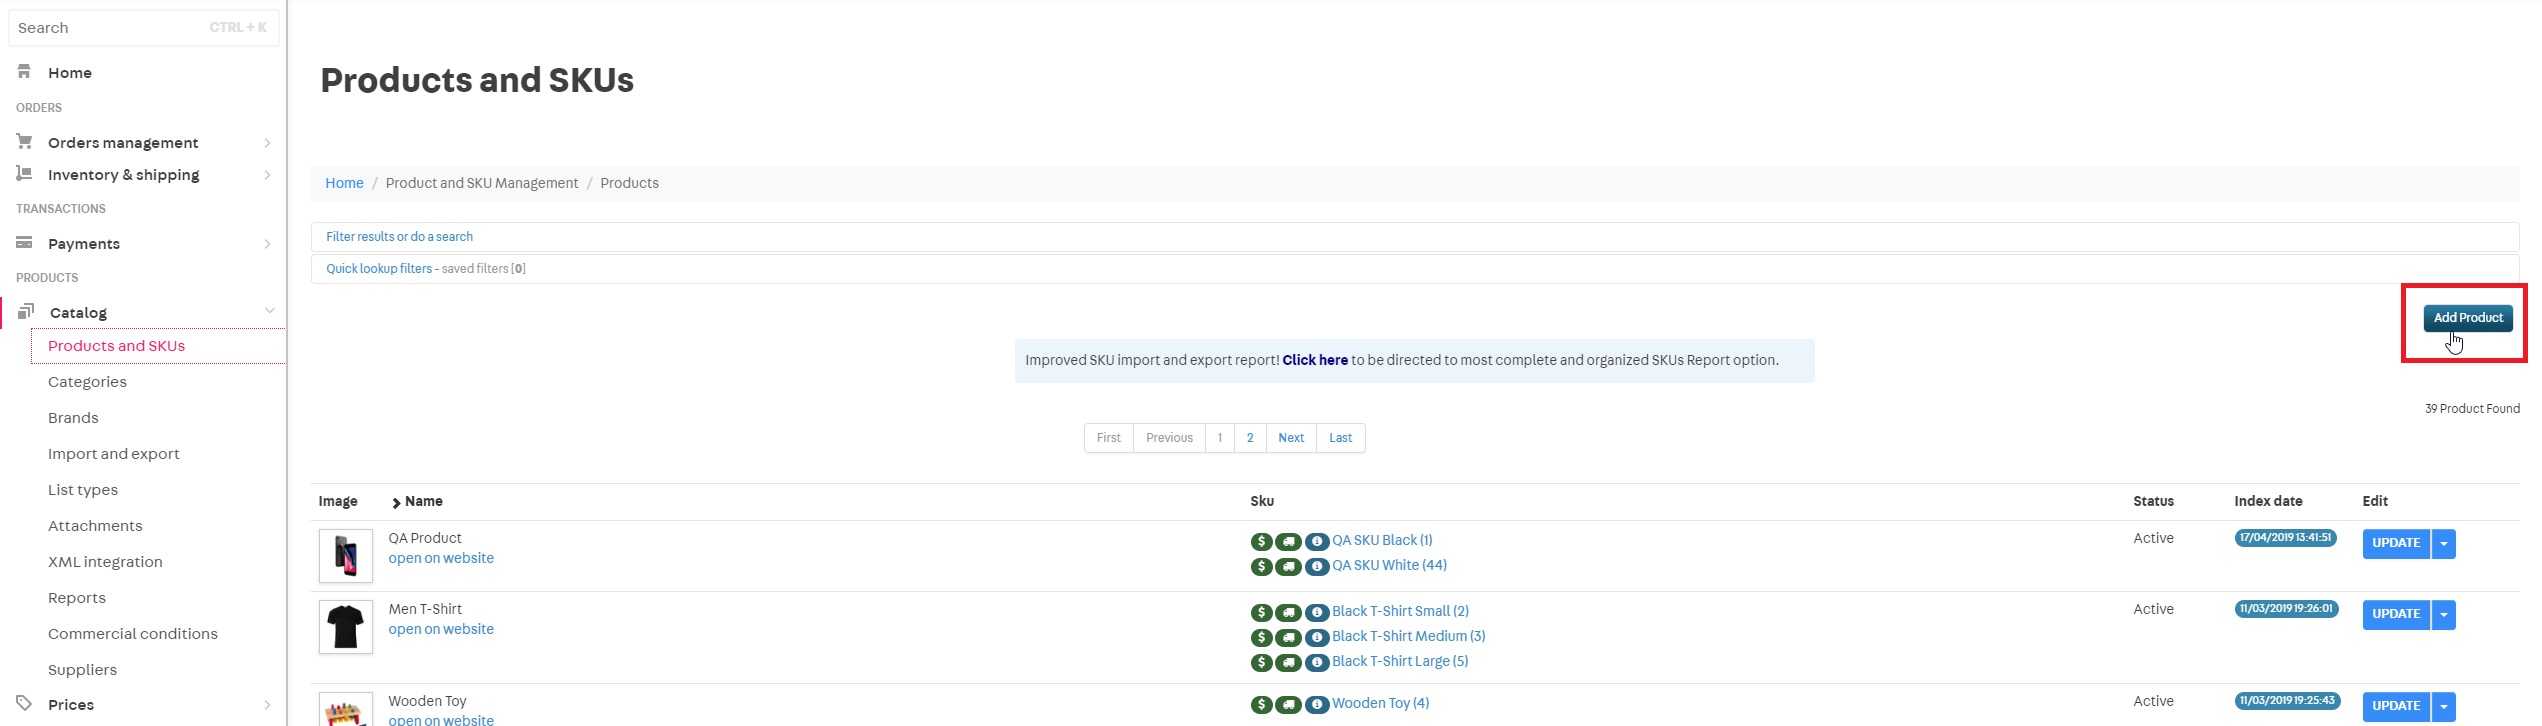 Search CTRL + K
Home
ORDERS
Orders management
Inventory & shipping
TRANSACTIONS
Payments
PRODUCTS
Catalog
Products and SKUs
Categories
Brands
Import and export
List types
Attachments
XML integration
Reports
Commercial conditions
Suppliers
Prices
Products and SKUs
Home / Product and SKU Management / Products
Filter results or do a search
Quick lookup filters - saved filters [0]
Add Product
Improved SKU import and export report! Click here to be directed to most complete and organized SKUs Report option.
39 Product Found
First Previous 1 2 Next Last
Image Name Sku Status Index date Edit
QA Product
open on website
QA SKU Black (1)
QA SKU White (44)
Active 17/04/2019 13:41:51 UPDATE
Men T-Shirt
open on website
Black T-Shirt Small (2)
Black T-Shirt Medium (3)
Black T-Shirt Large (5)
Active 11/03/2019 19:26:01 UPDATE
Wooden Toy
open on website
Wooden Toy (4)
Active 11/03/2019 19:25:43 UPDATE